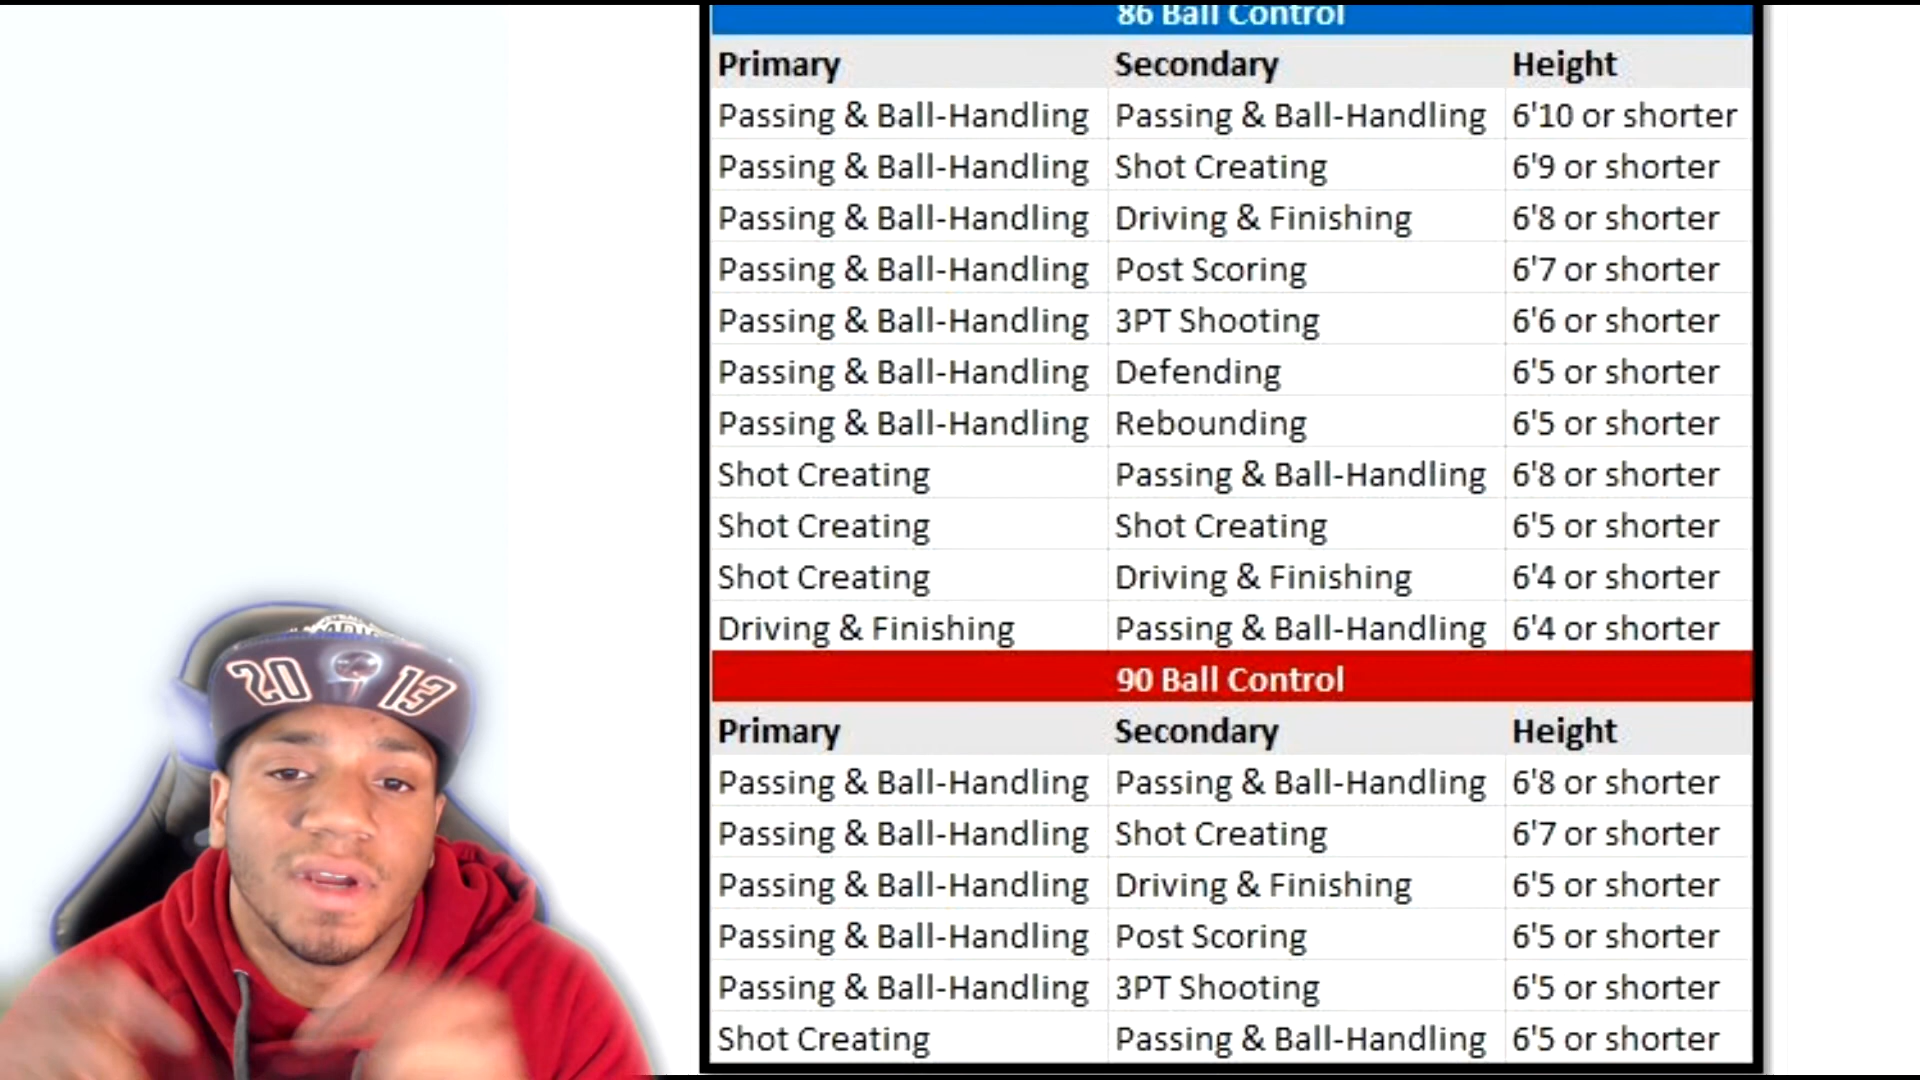 86 Ball Control
Primary Secondary Height
Passing & Ball-Handling Passing & Ball-Handling 6'10 or shorter
Passing & Ball-Handling Shot Creating 6'9 or shorter
Passing & Ball-Handling Driving & Finishing 6'8 or shorter
Passing & Ball-Handling Post Scoring 6'7 or shorter
Passing & Ball-Handling 3PT Shooting 6'6 or shorter
Passing & Ball-Handling Defending 6'5 or shorter
Passing & Ball-Handling Rebounding 6'5 or shorter
Shot Creating Passing & Ball-Handling 6'8 or shorter
Shot Creating Shot Creating 6'5 or shorter
Shot Creating Driving & Finishing 6'4 or shorter
Driving & Finishing Passing & Ball-Handling 6'4 or shorter
90 Ball Control
Primary Secondary Height
Passing & Ball-Handling Passing & Ball-Handling 6'8 or shorter
Passing & Ball-Handling Shot Creating 6'7 or shorter
Passing & Ball-Handling Driving & Finishing 6'5 or shorter
Passing & Ball-Handling Post Scoring 6'5 or shorter
Passing & Ball-Handling 3PT Shooting 6'5 or shorter
Shot Creating Passing & Ball-Handling 6'5 or shorter
20 13